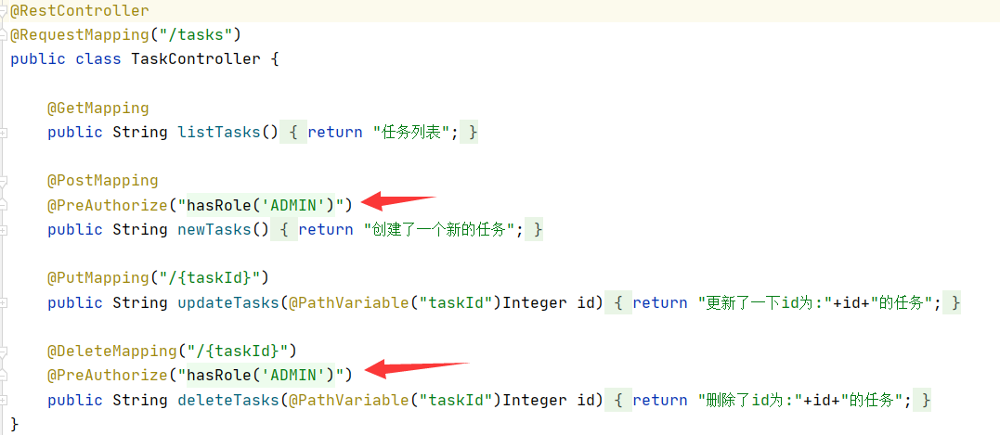 @RestController
@RequestMapping("/tasks")
public class TaskController {
@GetMapping
public String listTasks() { return "任务列表"; }
@PostMapping
@PreAuthorize("hasRole('ADMIN')")
public String newTasks() { return "创建了一个新的任务"; }
@PutMapping("/{taskId}")
public String updateTasks(@PathVariable("taskId")Integer id) { return "更新了一下id为:"+id+"的任务"; }
@DeleteMapping("/{taskId}")
@PreAuthorize("hasRole('ADMIN')")
public String deleteTasks(@PathVariable("taskId")Integer id) { return "删除了id为:"+id+"的任务"; }
}